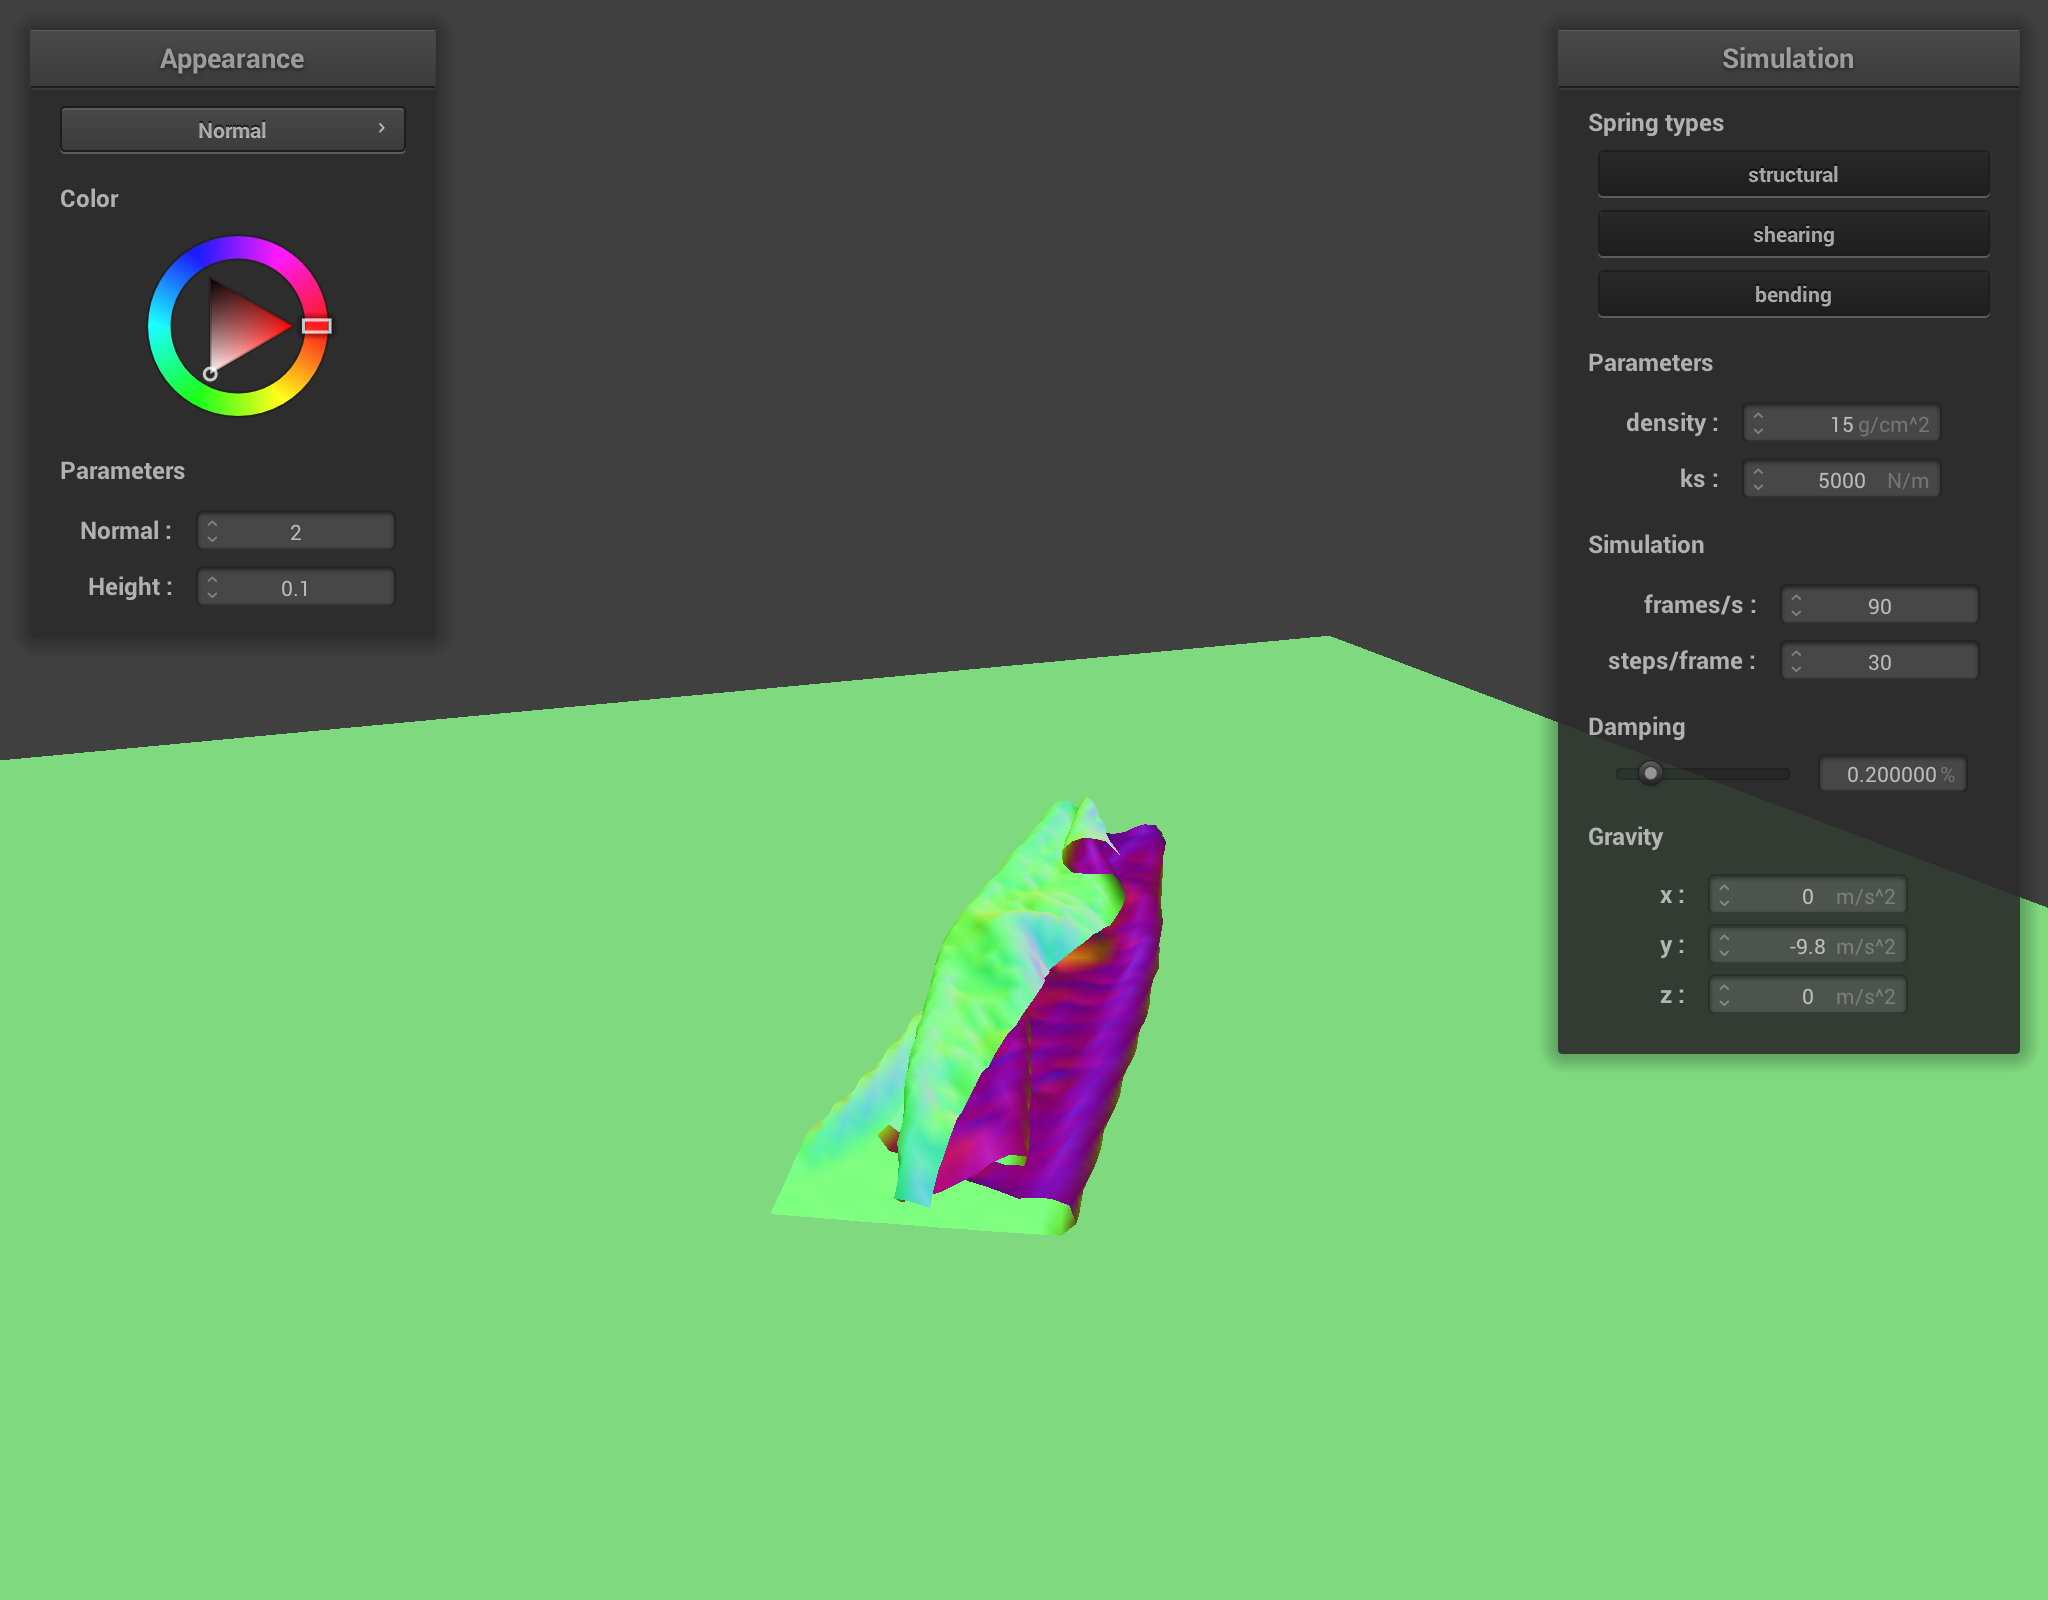 Appearance
Normal
Color
Parameters
Normal : 2
Height : 0.1
Simulation
Spring types
structural
shearing
bending
Parameters
density : 15 g/cm^2
ks : 5000 N/m
Simulation
frames/s : 90
steps/frame : 30
Damping
0.200000 %
Gravity
x : 0 m/s^2
y : -9.8 m/s^2
z : 0 m/s^2